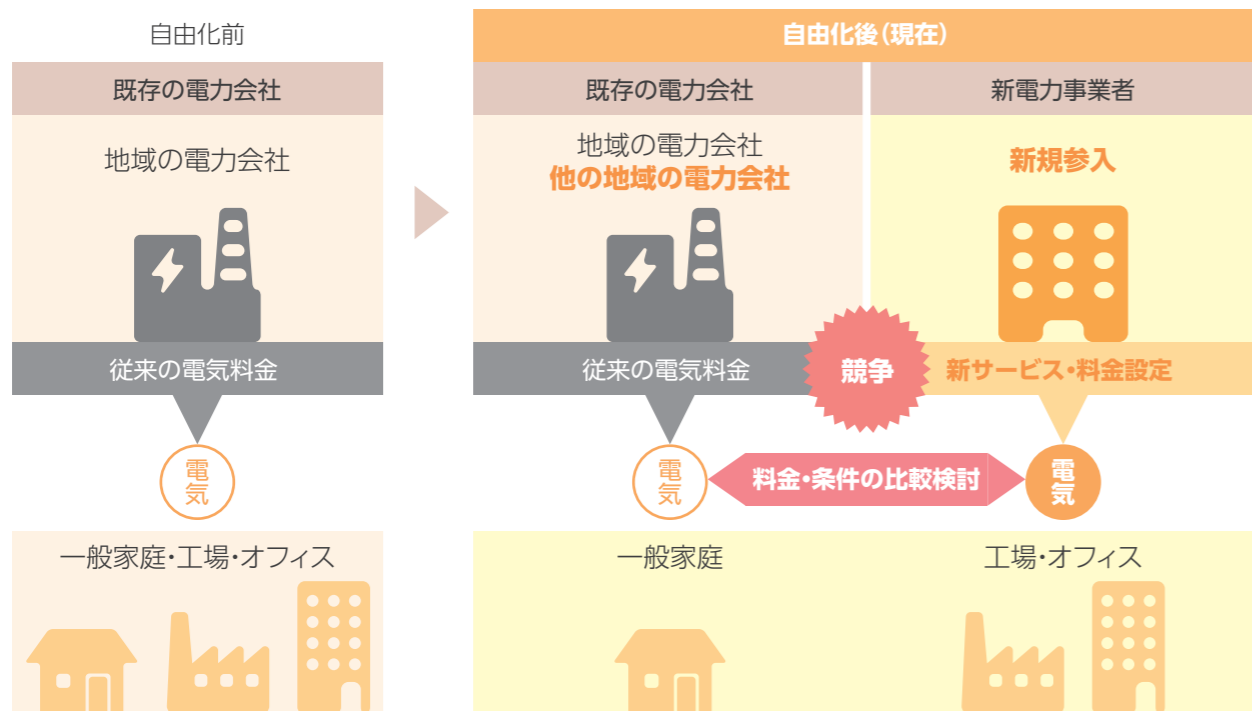 自由化前
既存の電力会社
地域の電力会社
従来の電気料金
電気
一般家庭・工場・オフィス
自由化後（現在）
既存の電力会社
新電力事業者
地域の電力会社
他の地域の電力会社
新規参入
従来の電気料金
競争
新サービス・料金設定
電気
料金・条件の比較検討
電気
一般家庭
工場・オフィス